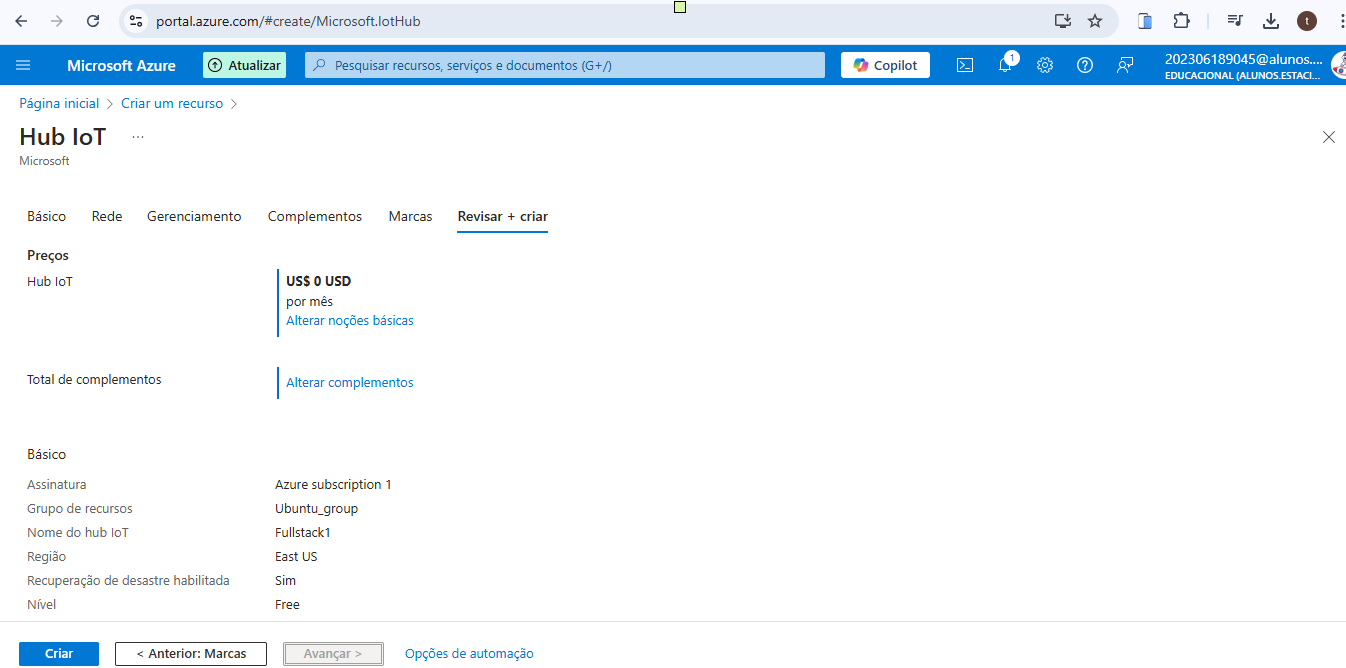 portal.azure.com/#create/Microsoft.IotHub
t
Microsoft Azure
Atualizar
Pesquisar recursos, serviços e documentos (G+/)
Copilot
1
202306189045@alunos....
EDUCACIONAL (ALUNOS.ESTACI...
Página inicial > Criar um recurso >
Hub IoT ...
Microsoft
Básico Rede Gerenciamento Complementos Marcas Revisar + criar
Preços
Hub IoT
US$ 0 USD
por mês
Alterar noções básicas
Total de complementos
Alterar complementos
Básico
Assinatura Azure subscription 1
Grupo de recursos Ubuntu_group
Nome do hub IoT Fullstack1
Região East US
Recuperação de desastre habilitada Sim
Nível Free
Criar < Anterior: Marcas Avançar > Opções de automação